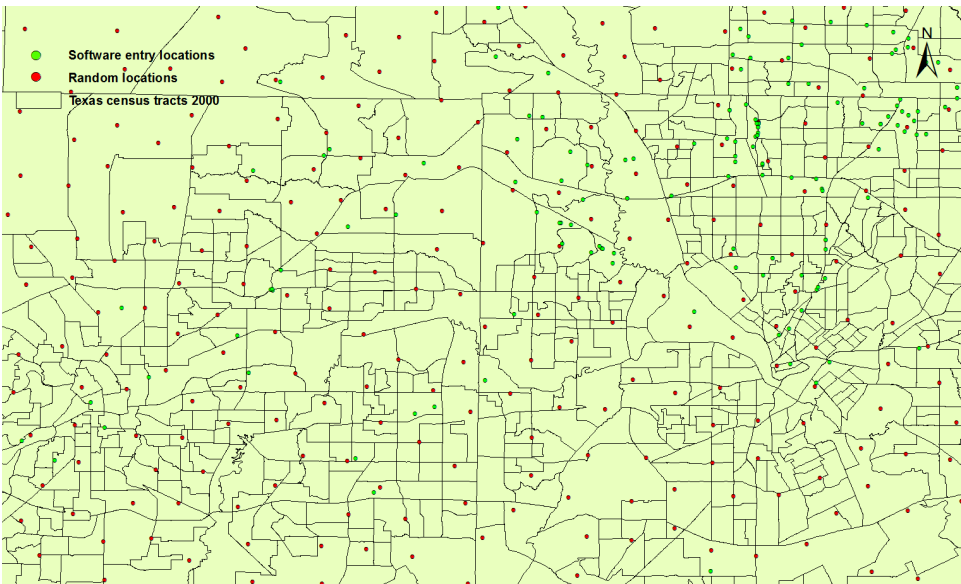 N
Software entry locations
Random locations
Texas census tracts 2000